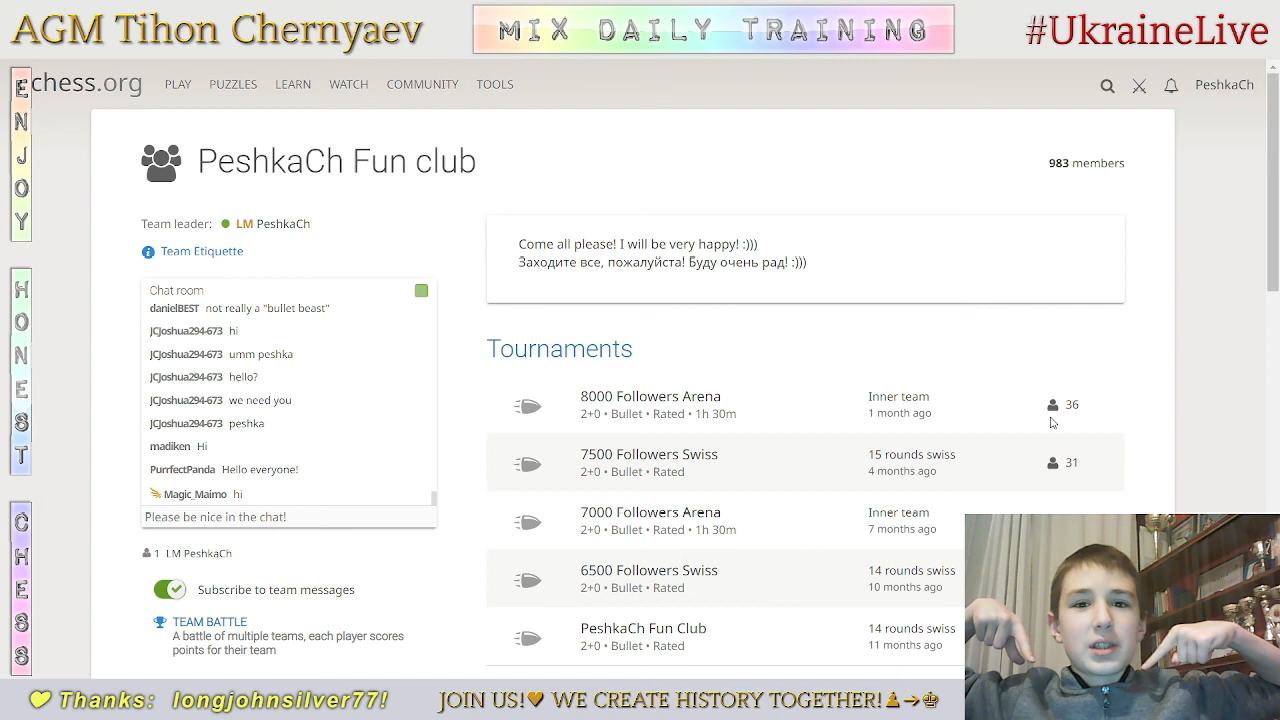 AGM Tihon Chernyaev
MIX DAILY TRAINING
#UkraineLive
chess.org
PLAY
PUZZLES
LEARN
WATCH
COMMUNITY
TOOLS
PeshkaCh
ENJOY
HONEST
CHESS
PeshkaCh Fun club
983 members
Team leader: LM PeshkaCh
Team Etiquette
Come all please! I will be very happy! :)))
Заходите все, пожалуйста! Буду очень рад! :)))
Chat room
danielBEST not really a "bullet beast"
JCJoshua294-673 hi
JCJoshua294-673 umm peshka
JCJoshua294-673 hello?
JCJoshua294-673 we need you
JCJoshua294-673 peshka
madiken Hi
PurrfectPanda Hello everyone!
Magic_Maimo hi
Please be nice in the chat!
1 LM PeshkaCh
Subscribe to team messages
TEAM BATTLE
A battle of multiple teams, each player scores
points for their team
Tournaments
8000 Followers Arena
2+0 • Bullet • Rated • 1h 30m
Inner team
1 month ago
36
7500 Followers Swiss
2+0 • Bullet • Rated
15 rounds swiss
4 months ago
31
7000 Followers Arena
2+0 • Bullet • Rated • 1h 30m
Inner team
7 months ago
6500 Followers Swiss
2+0 • Bullet • Rated
14 rounds swiss
10 months ago
PeshkaCh Fun Club
2+0 • Bullet • Rated
14 rounds swiss
11 months ago
Thanks: longjohnsilver77!
JOIN US! WE CREATE HISTORY TOGETHER!